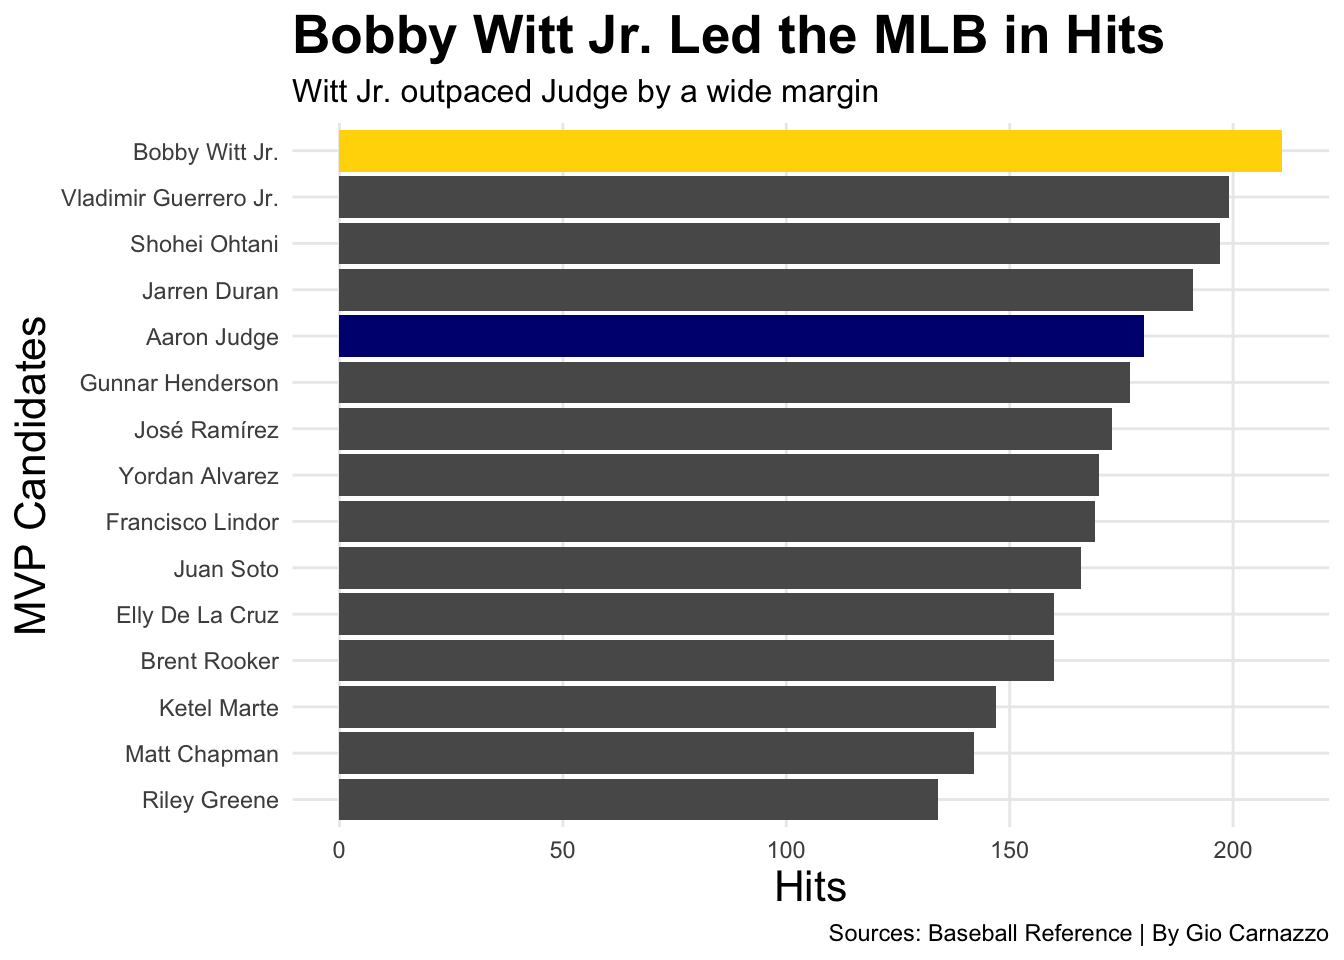 Bobby Witt Jr. Led the MLB in Hits
Witt Jr. outpaced Judge by a wide margin
MVP Candidates
Bobby Witt Jr.
Vladimir Guerrero Jr.
Shohei Ohtani
Jarren Duran
Aaron Judge
Gunnar Henderson
José Ramírez
Yordan Alvarez
Francisco Lindor
Juan Soto
Elly De La Cruz
Brent Rooker
Ketel Marte
Matt Chapman
Riley Greene
0 50 100 150 200
Hits
Sources: Baseball Reference | By Gio Carnazzo